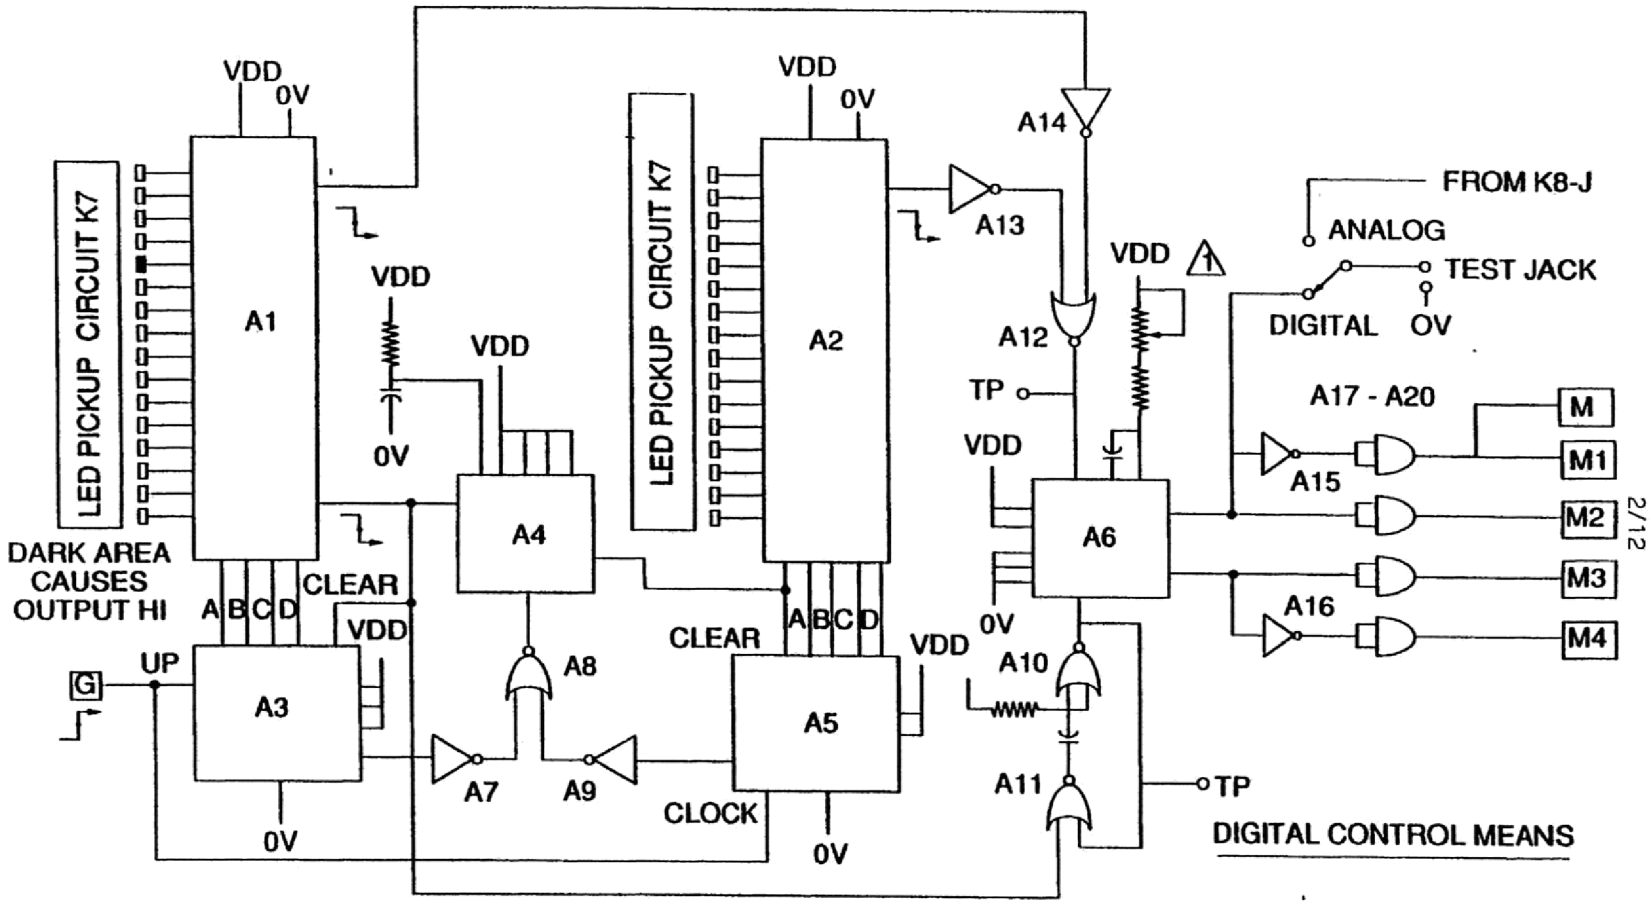 VDD
0V
A1
LED PICKUP CIRCUIT K7
DARK AREA
CAUSES
OUTPUT HI
A B C D
CLEAR
VDD
UP
G
A3
0V
VDD
0V
VDD
A4
A8
A7
A9
LED PICKUP CIRCUIT K7
VDD
0V
A2
A B C D
CLEAR
VDD
A5
CLOCK
0V
A13
A14
A12
TP
VDD
1
VDD
A6
0V
A10
A11
TP
FROM K8-J
ANALOG
TEST JACK
DIGITAL
OV
A17 - A20
A15
A16
M
M1
M2
M3
M4
2/12
DIGITAL CONTROL MEANS